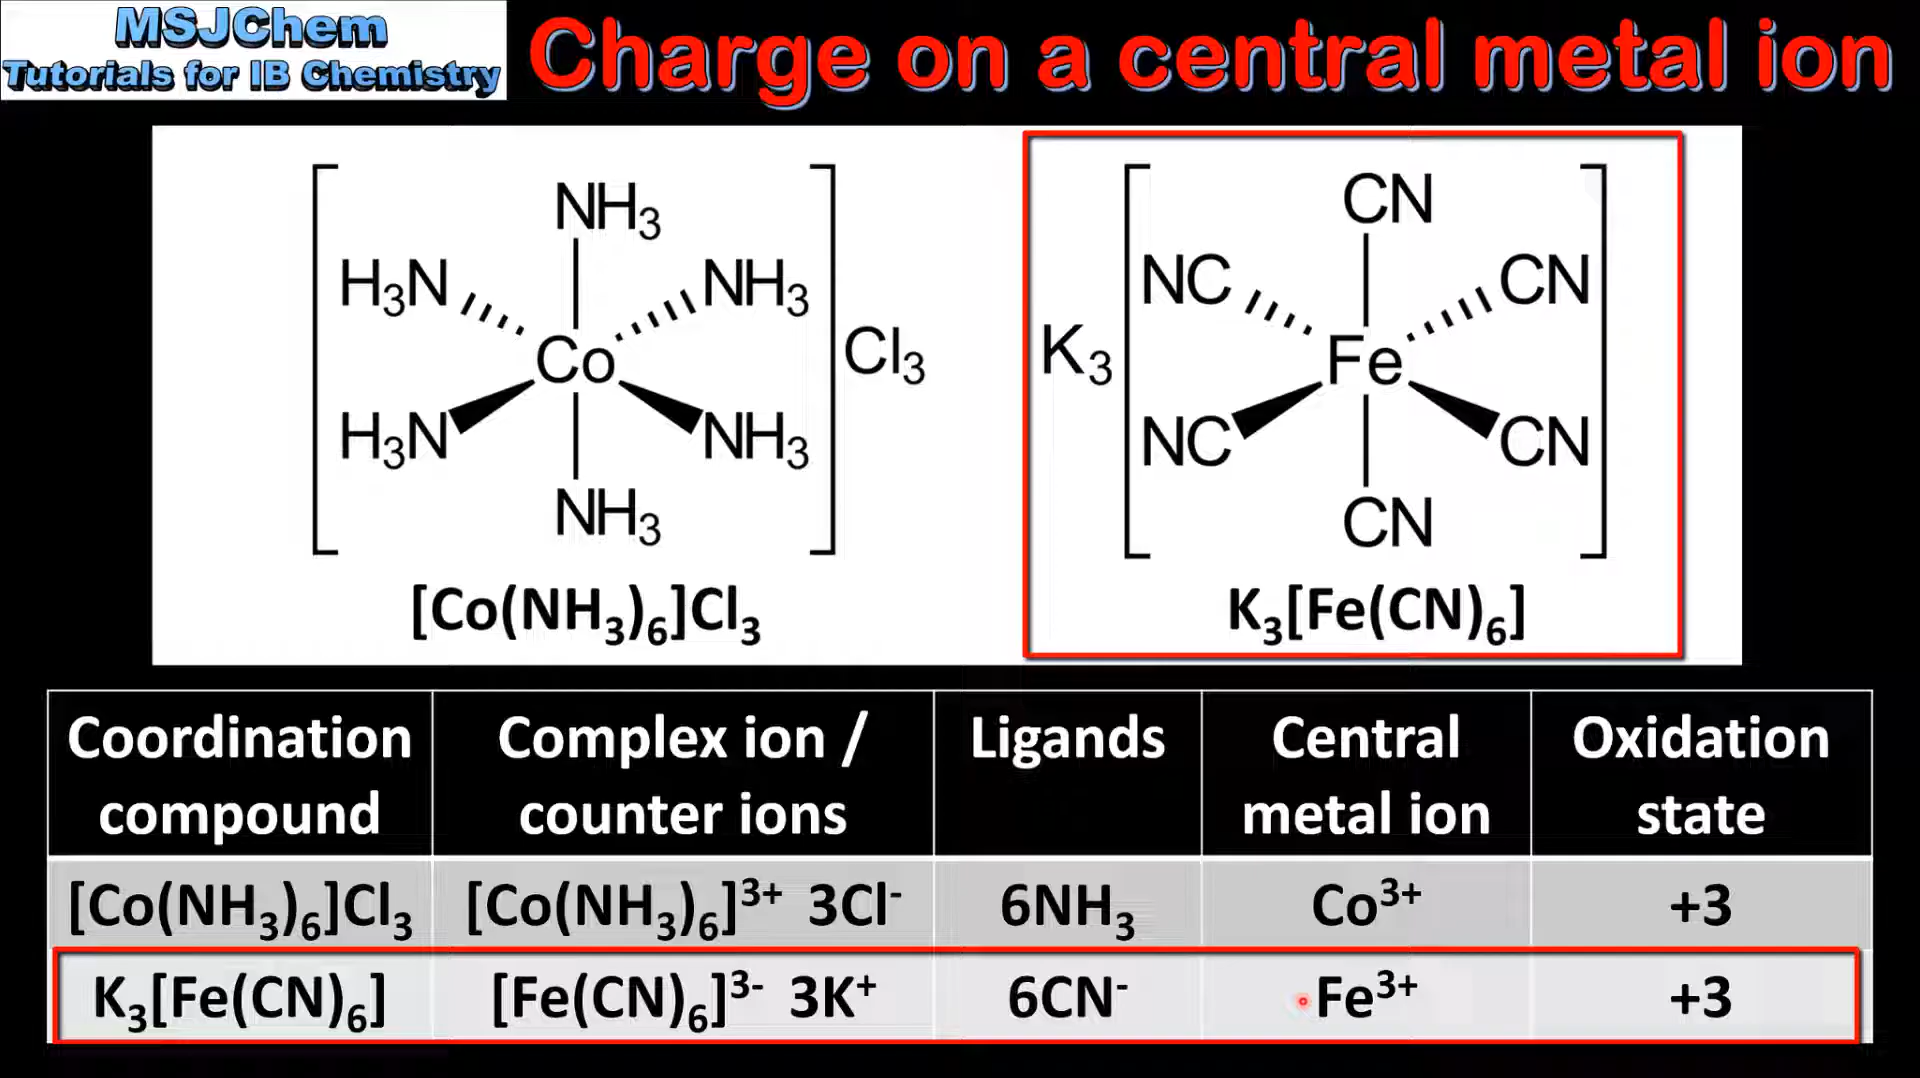 MSJChem
Tutorials for IB Chemistry
Charge on a central metal ion
NH₃
H₃N NH₃
Co Cl₃
H₃N NH₃
NH₃
[Co(NH₃)₆]Cl₃
CN
NC CN
K₃ Fe
NC CN
CN
K₃[Fe(CN)₆]
Coordination compound Complex ion / counter ions Ligands Central metal ion Oxidation state
[Co(NH₃)₆]Cl₃ [Co(NH₃)₆]³⁺ 3Cl⁻ 6NH₃ Co³⁺ +3
K₃[Fe(CN)₆] [Fe(CN)₆]³⁻ 3K⁺ 6CN⁻ Fe³⁺ +3